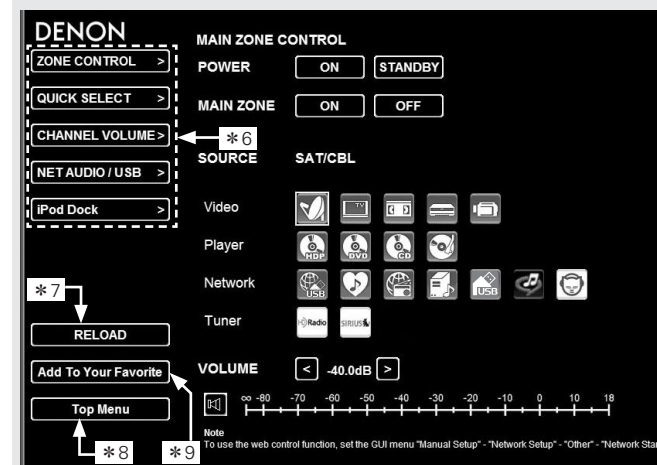 DENON
MAIN ZONE CONTROL
ZONE CONTROL >
POWER ON STANDBY
QUICK SELECT >
MAIN ZONE ON OFF
CHANNEL VOLUME >
*6
SOURCE SAT/CBL
NET AUDIO / USB >
iPod Dock >
Video TV
Player HDP DVD CD
Network USB USB
*7
Tuner HD Radio SIRIUS
RELOAD
Add To Your Favorite
VOLUME < -40.0dB >
Top Menu
∞ -80 -70 -60 -50 -40 -30 -20 -10 0 10 18
*8 *9
Note
To use the web control function, set the GUI menu "Manual Setup" - "Network Setup" - "Other" - "Network Stan